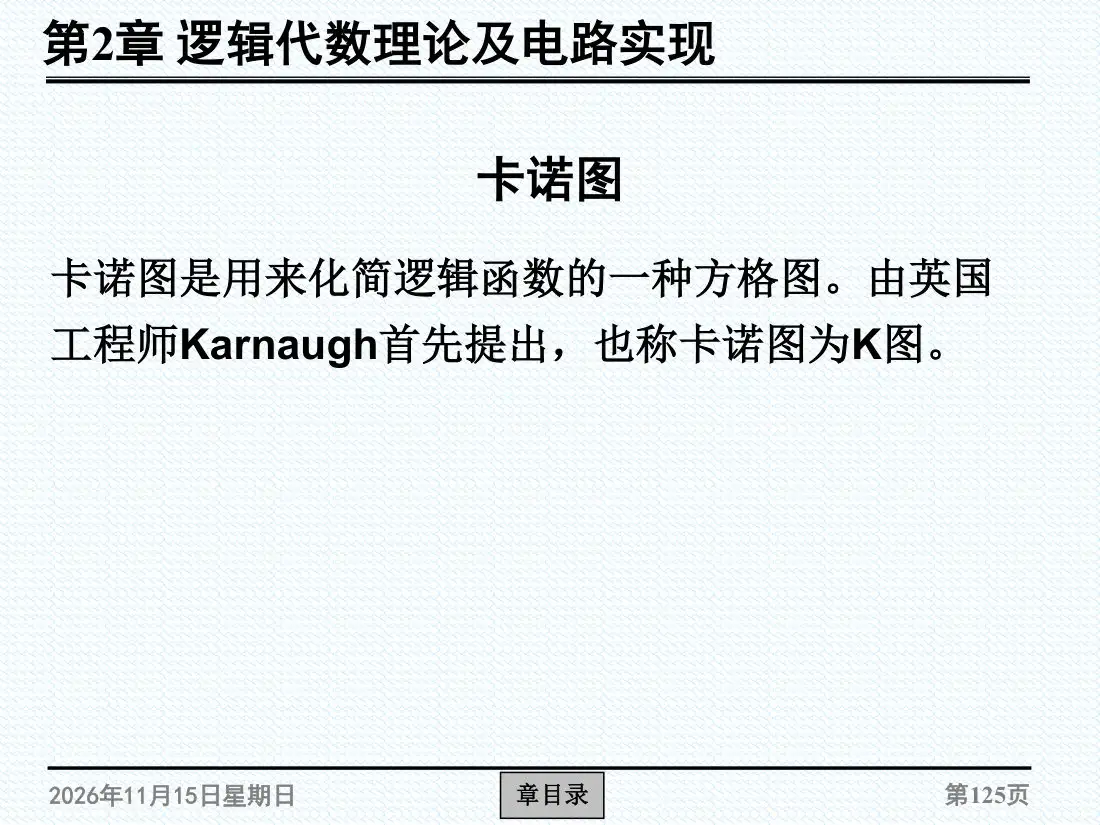 第2章 逻辑代数理论及电路实现
卡诺图
卡诺图是用来化简逻辑函数的一种方格图。由英国
工程师Karnaugh首先提出，也称卡诺图为K图。
2026年11月15日星期日
章目录
第125页